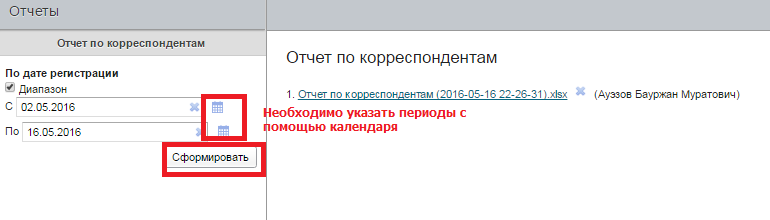 Отчеты
Отчет по корреспондентам
По дате регистрации
Диапазон
С 02.05.2016
По 16.05.2016
Сформировать
Отчет по корреспондентам
1. Отчет по корреспондентам (2016-05-16 22-26-31).xlsx (Ауэзов Бауржан Муратович)
Необходимо указать периоды с
помощью календаря